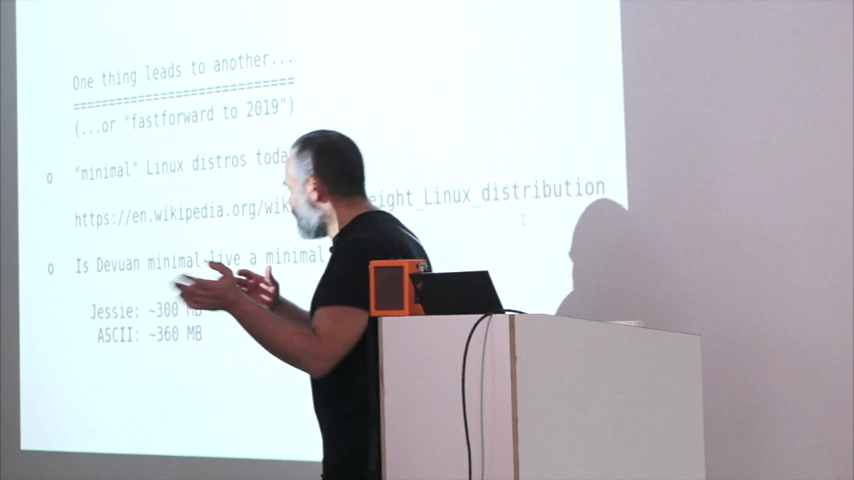 One thing leads to another...
===========================
(...or "fastforward to 2019")
o "minimal" Linux distros toda
https://en.wikipedia.org/wik eight_Linux_distribution
o Is Devuan minimal-live a minimal
Jessie: ~300 MB
ASCII: ~360 MB